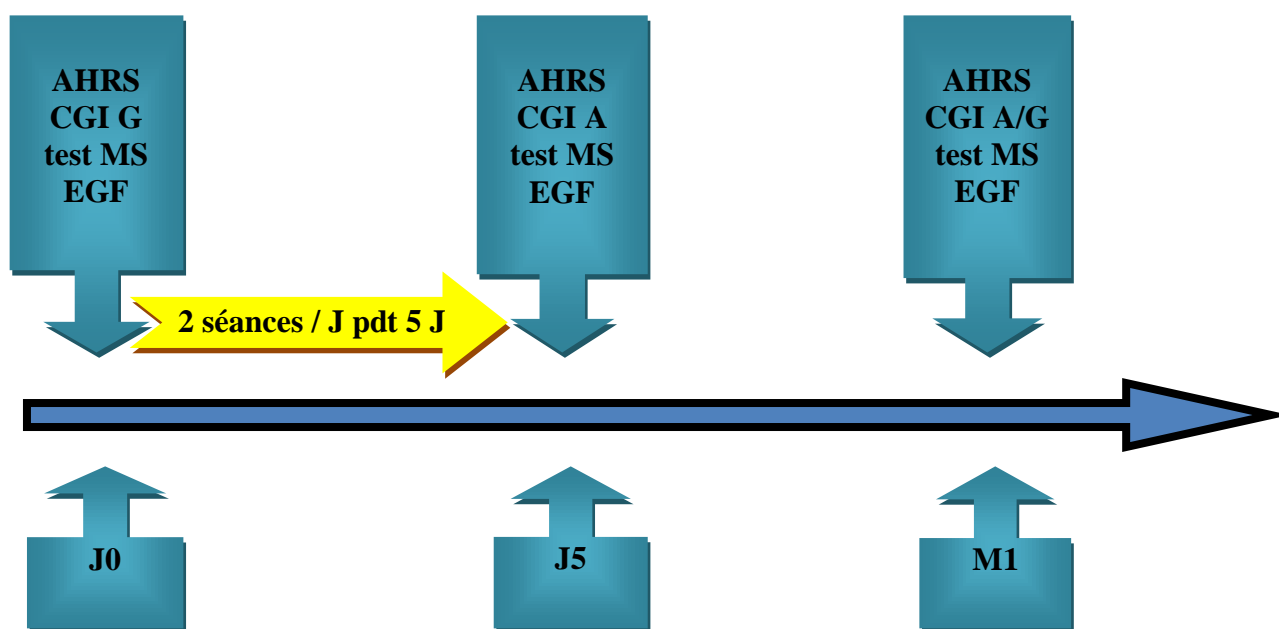 AHRS
CGI G
test MS
EGF
AHRS
CGI A
test MS
EGF
AHRS
CGI A/G
test MS
EGF
2 séances / J pdt 5 J
J0
J5
M1